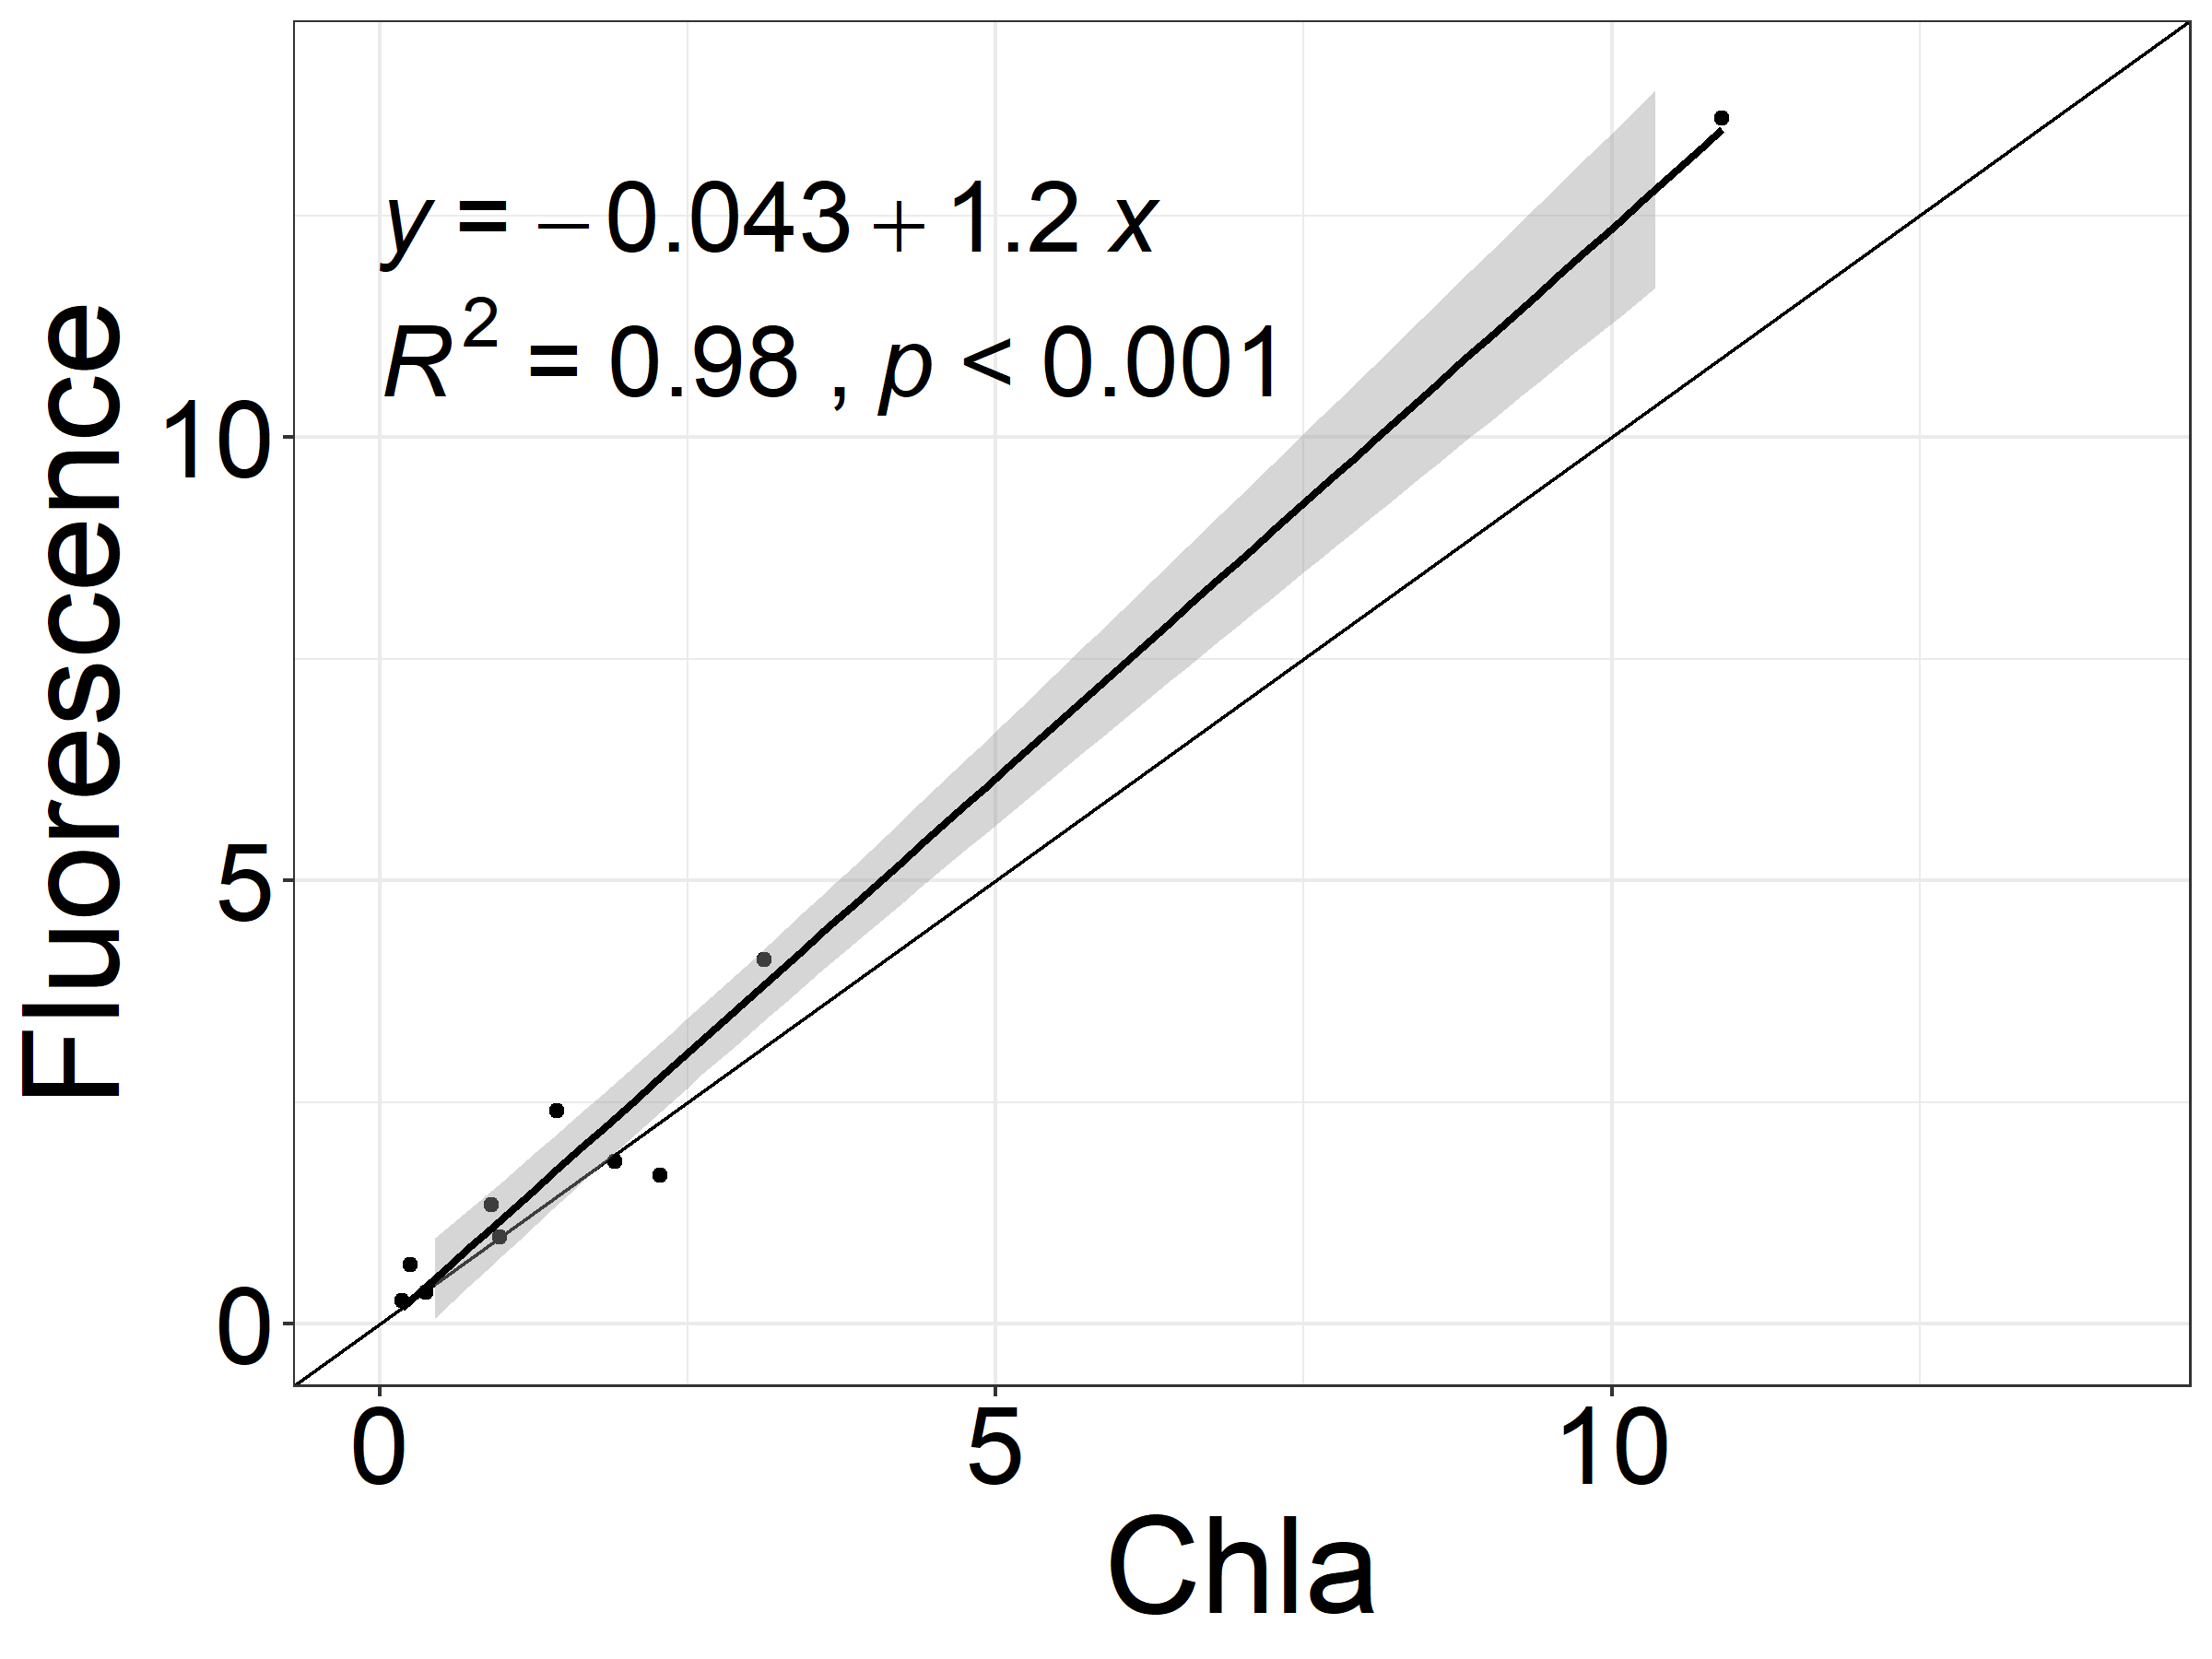 y = −0.043 + 1.2 x
R² = 0.98 , p < 0.001
Fluorescence
10
5
0
0 5 10
Chla